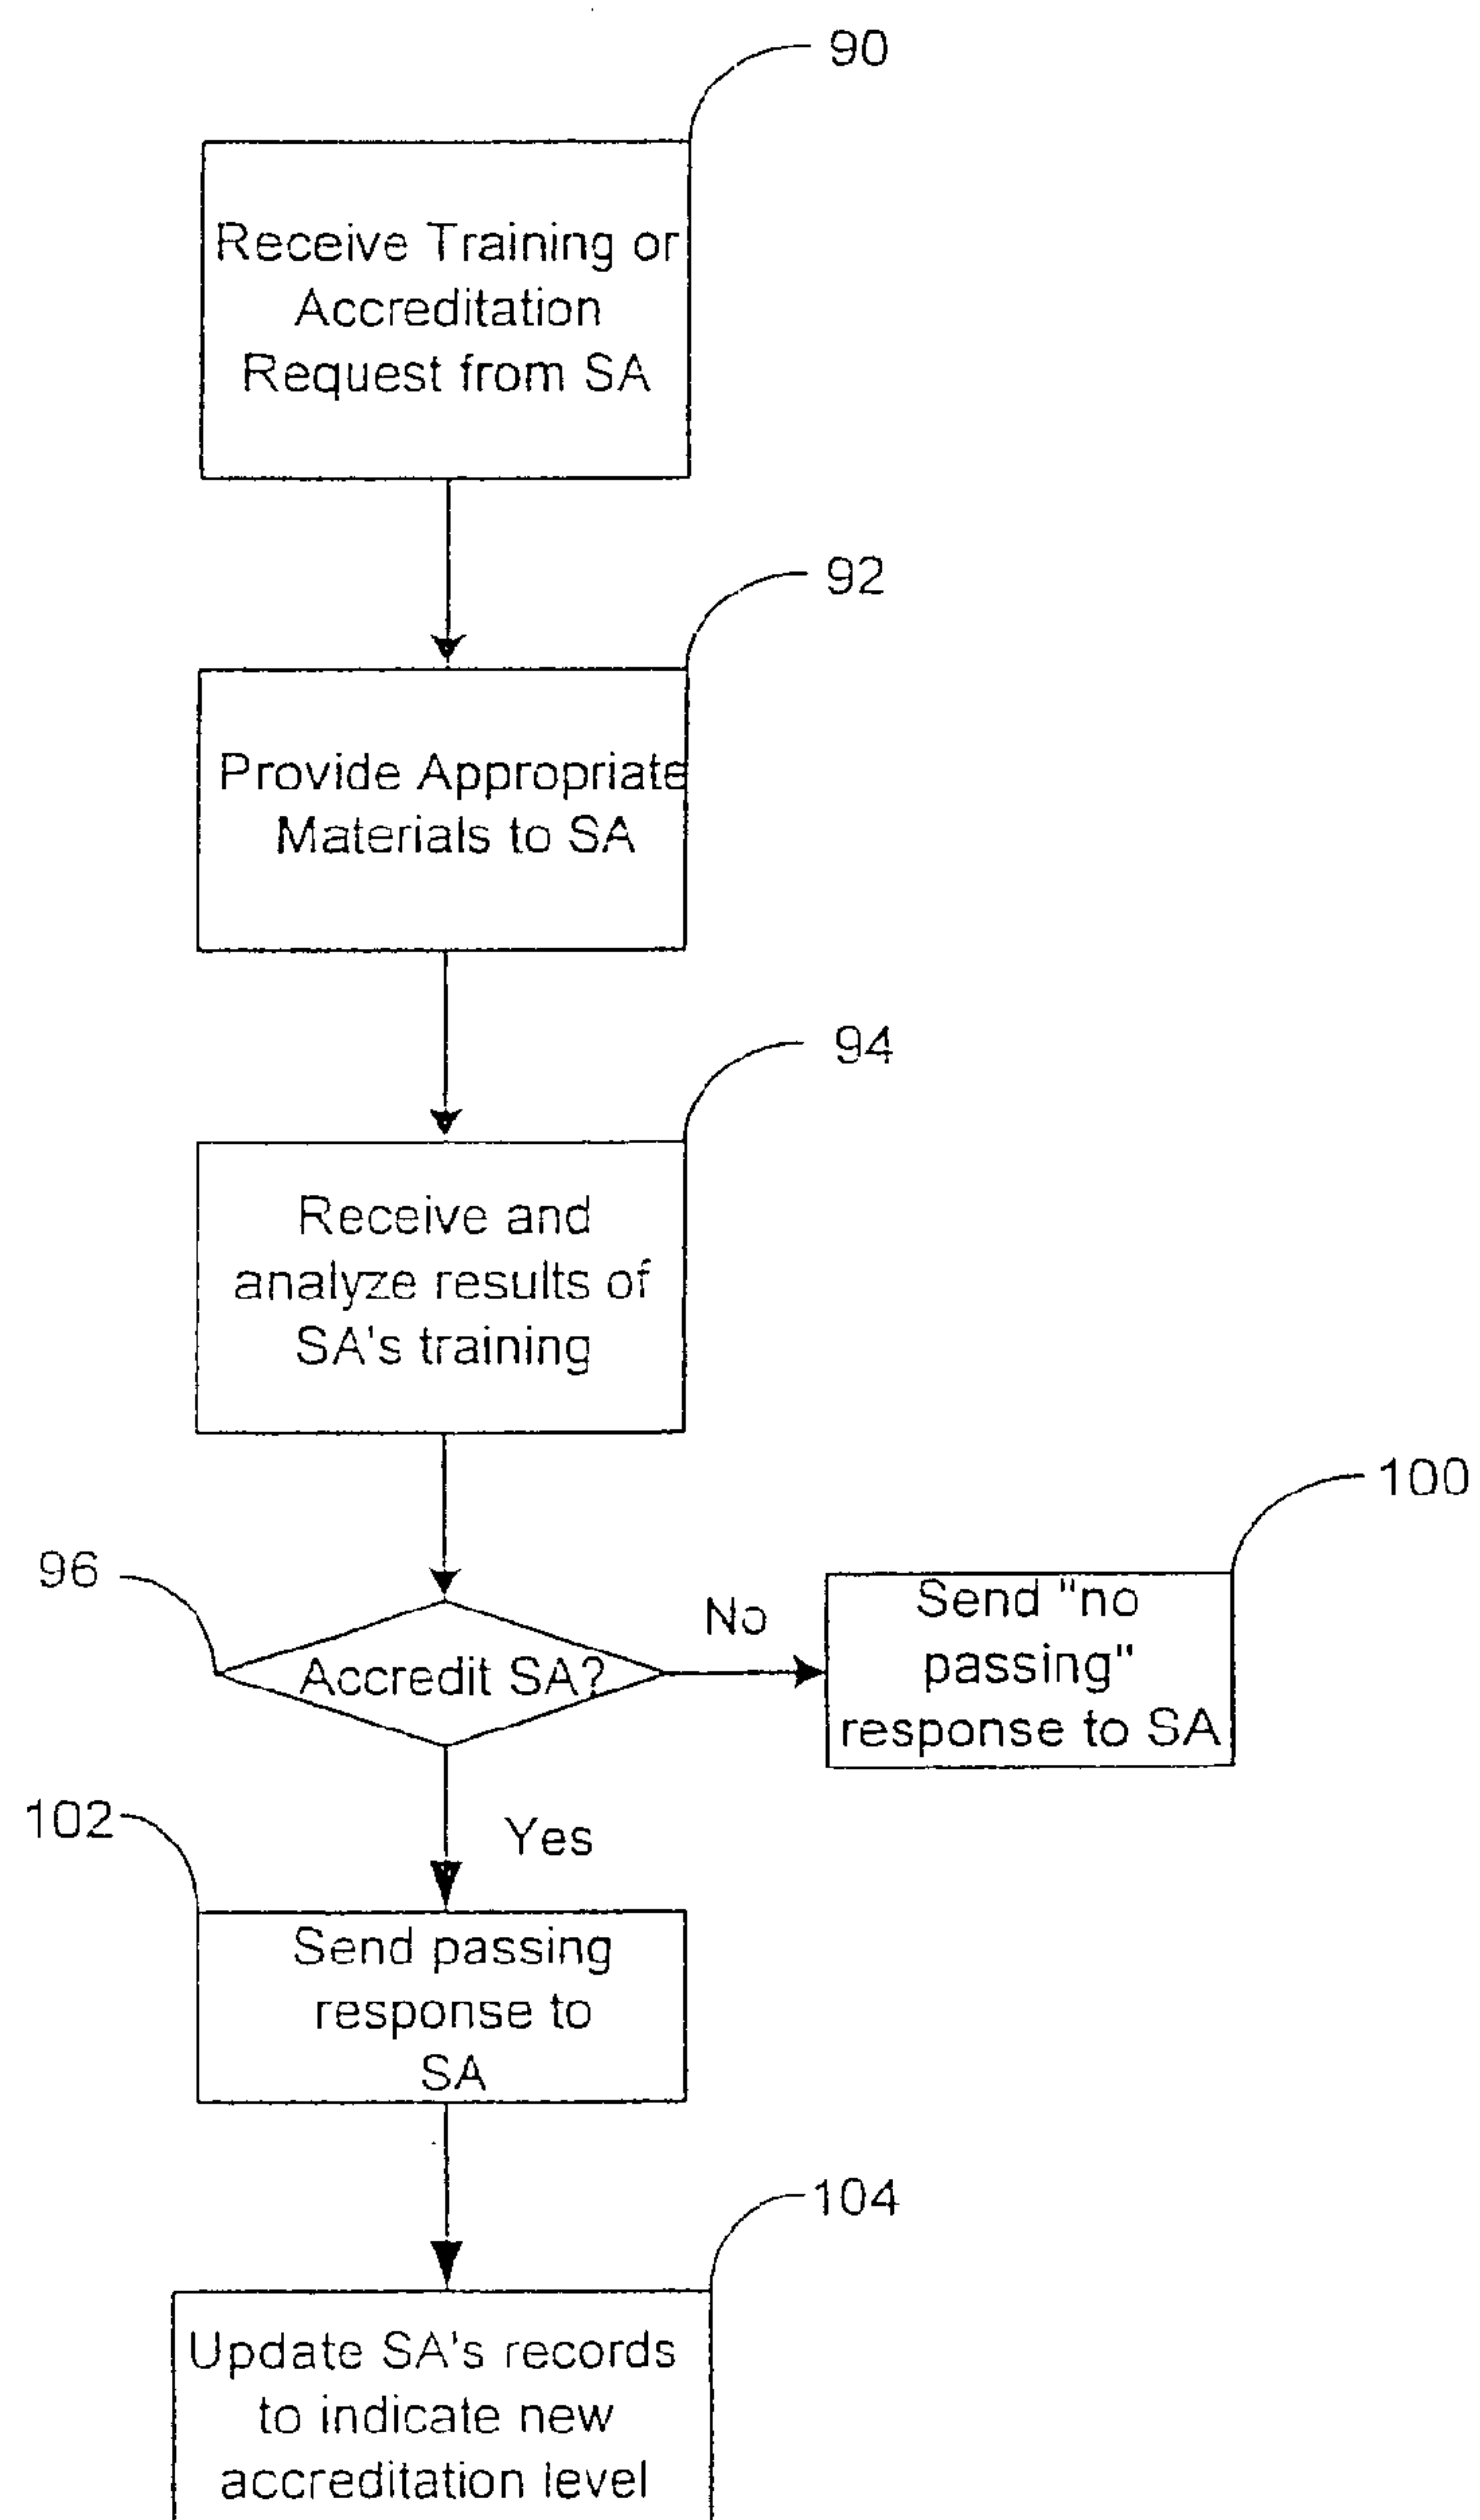 90
Receive Training or
Accreditation
Request from SA
92
Provide Appropriate
Materials to SA
94
Receive and
analyze results of
SA's training
96
Accredit SA?
No
100
Send "no
passing"
response to SA
Yes
102
Send passing
response to
SA
104
Update SA's records
to indicate new
accreditation level